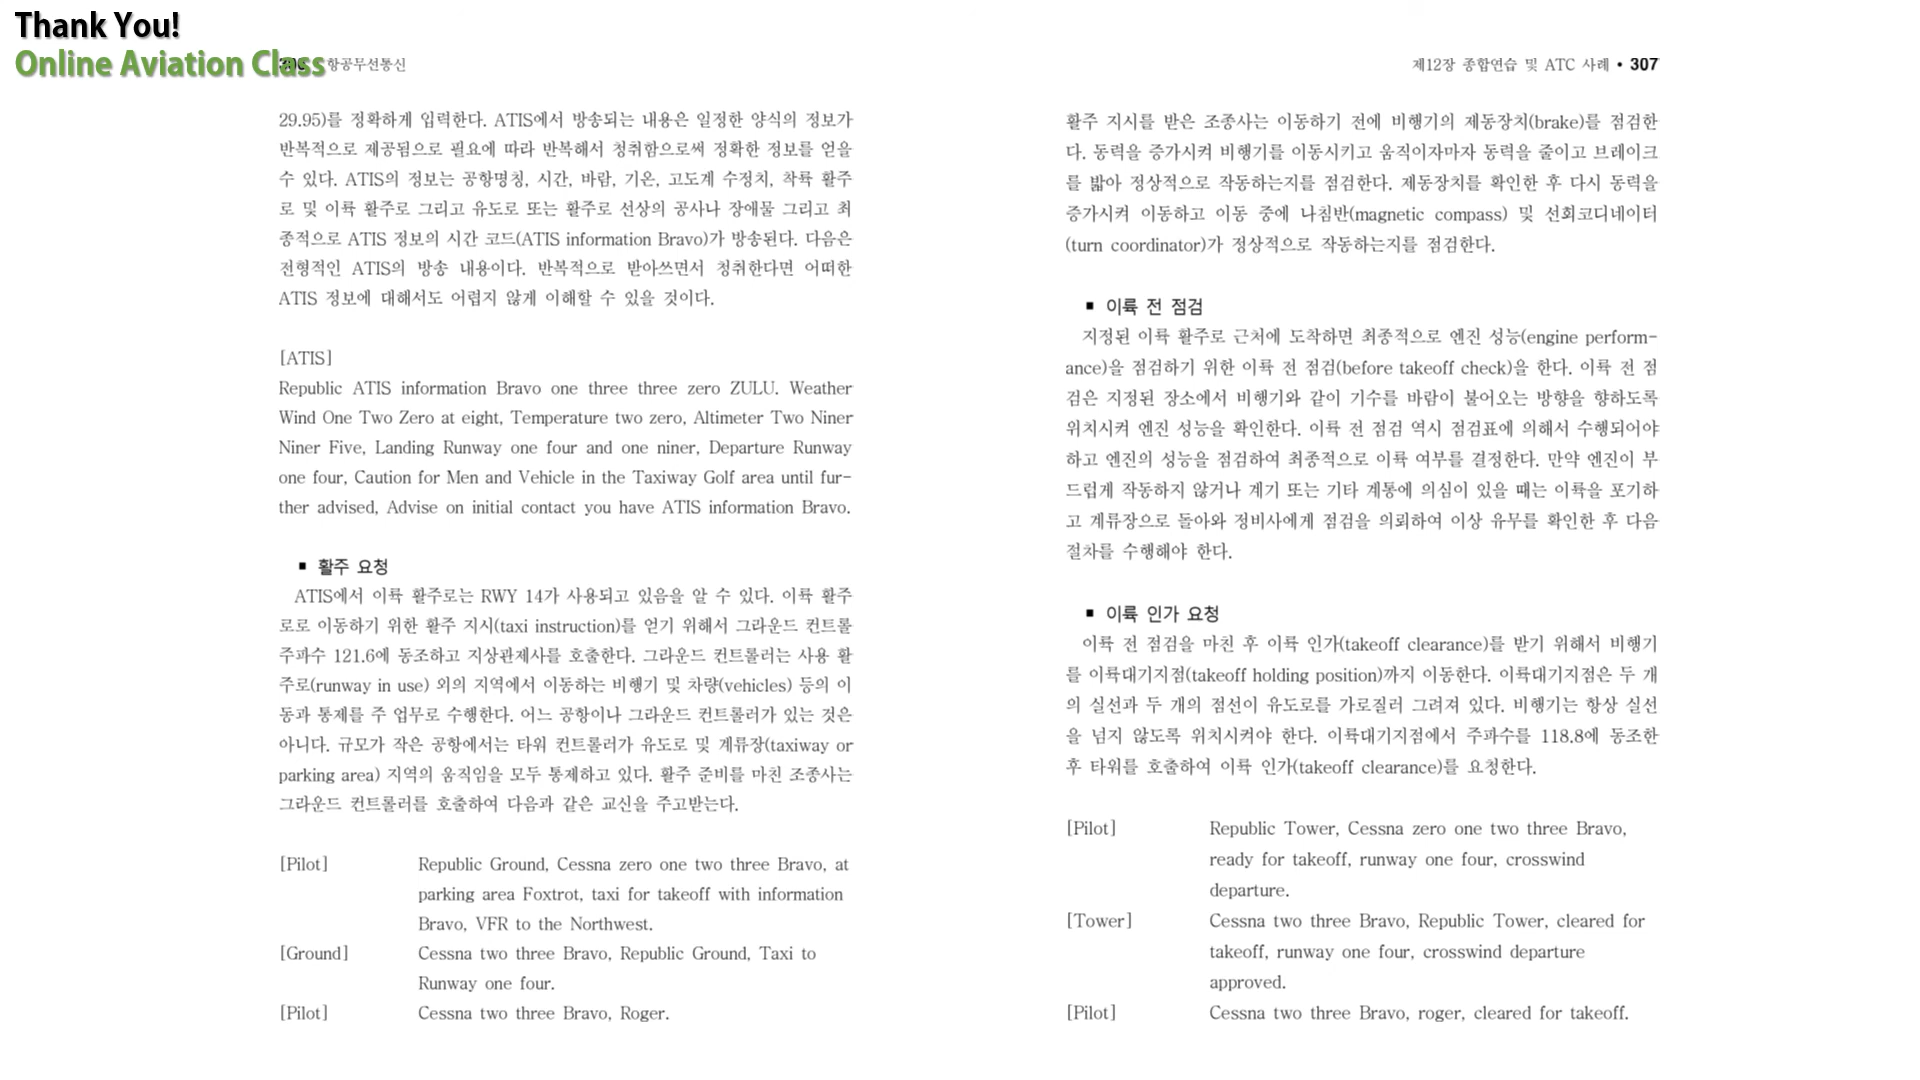 Thank You!
Online Aviation Class
항공무선통신
29.95)를 정확하게 입력한다. ATIS에서 방송되는 내용은 일정한 양식의 정보가
반복적으로 제공됨으로 필요에 따라 반복해서 청취함으로써 정확한 정보를 얻을
수 있다. ATIS의 정보는 공항명칭, 시간, 바람, 기온, 고도계 수정치, 착륙 활주
로 및 이륙 활주로 그리고 유도로 또는 활주로 선상의 공사나 장애물 그리고 최
종적으로 ATIS 정보의 시간 코드(ATIS information Bravo)가 방송된다. 다음은
전형적인 ATIS의 방송 내용이다. 반복적으로 받아쓰면서 청취한다면 어떠한
ATIS 정보에 대해서도 어렵지 않게 이해할 수 있을 것이다.
[ATIS]
Republic ATIS information Bravo one three three zero ZULU. Weather
Wind One Two Zero at eight, Temperature two zero, Altimeter Two Niner
Niner Five, Landing Runway one four and one niner, Departure Runway
one four, Caution for Men and Vehicle in the Taxiway Golf area until fur-
ther advised, Advise on initial contact you have ATIS information Bravo.
▪ 활주 요청
ATIS에서 이륙 활주로는 RWY 14가 사용되고 있음을 알 수 있다. 이륙 활주
로로 이동하기 위한 활주 지시(taxi instruction)를 얻기 위해서 그라운드 컨트롤
주파수 121.6에 동조하고 지상관제사를 호출한다. 그라운드 컨트롤러는 사용 활
주로(runway in use) 외의 지역에서 이동하는 비행기 및 차량(vehicles) 등의 이
동과 통제를 주 업무로 수행한다. 어느 공항이나 그라운드 컨트롤러가 있는 것은
아니다. 규모가 작은 공항에서는 타워 컨트롤러가 유도로 및 계류장(taxiway or
parking area) 지역의 움직임을 모두 통제하고 있다. 활주 준비를 마친 조종사는
그라운드 컨트롤러를 호출하여 다음과 같은 교신을 주고받는다.
[Pilot] Republic Ground, Cessna zero one two three Bravo, at
parking area Foxtrot, taxi for takeoff with information
Bravo, VFR to the Northwest.
[Ground] Cessna two three Bravo, Republic Ground, Taxi to
Runway one four.
[Pilot] Cessna two three Bravo, Roger.
제12장 종합연습 및 ATC 사례 • 307
활주 지시를 받은 조종사는 이동하기 전에 비행기의 제동장치(brake)를 점검한
다. 동력을 증가시켜 비행기를 이동시키고 움직이자마자 동력을 줄이고 브레이크
를 밟아 정상적으로 작동하는지를 점검한다. 제동장치를 확인한 후 다시 동력을
증가시켜 이동하고 이동 중에 나침반(magnetic compass) 및 선회코디네이터
(turn coordinator)가 정상적으로 작동하는지를 점검한다.
▪ 이륙 전 점검
지정된 이륙 활주로 근처에 도착하면 최종적으로 엔진 성능(engine perform-
ance)을 점검하기 위한 이륙 전 점검(before takeoff check)을 한다. 이륙 전 점
검은 지정된 장소에서 비행기와 같이 기수를 바람이 불어오는 방향을 향하도록
위치시켜 엔진 성능을 확인한다. 이륙 전 점검 역시 점검표에 의해서 수행되어야
하고 엔진의 성능을 점검하여 최종적으로 이륙 여부를 결정한다. 만약 엔진이 부
드럽게 작동하지 않거나 계기 또는 기타 계통에 의심이 있을 때는 이륙을 포기하
고 계류장으로 돌아와 정비사에게 점검을 의뢰하여 이상 유무를 확인한 후 다음
절차를 수행해야 한다.
▪ 이륙 인가 요청
이륙 전 점검을 마친 후 이륙 인가(takeoff clearance)를 받기 위해서 비행기
를 이륙대기지점(takeoff holding position)까지 이동한다. 이륙대기지점은 두 개
의 실선과 두 개의 점선이 유도로를 가로질러 그려져 있다. 비행기는 항상 실선
을 넘지 않도록 위치시켜야 한다. 이륙대기지점에서 주파수를 118.8에 동조한
후 타워를 호출하여 이륙 인가(takeoff clearance)를 요청한다.
[Pilot] Republic Tower, Cessna zero one two three Bravo,
ready for takeoff, runway one four, crosswind
departure.
[Tower] Cessna two three Bravo, Republic Tower, cleared for
takeoff, runway one four, crosswind departure
approved.
[Pilot] Cessna two three Bravo, roger, cleared for takeoff.